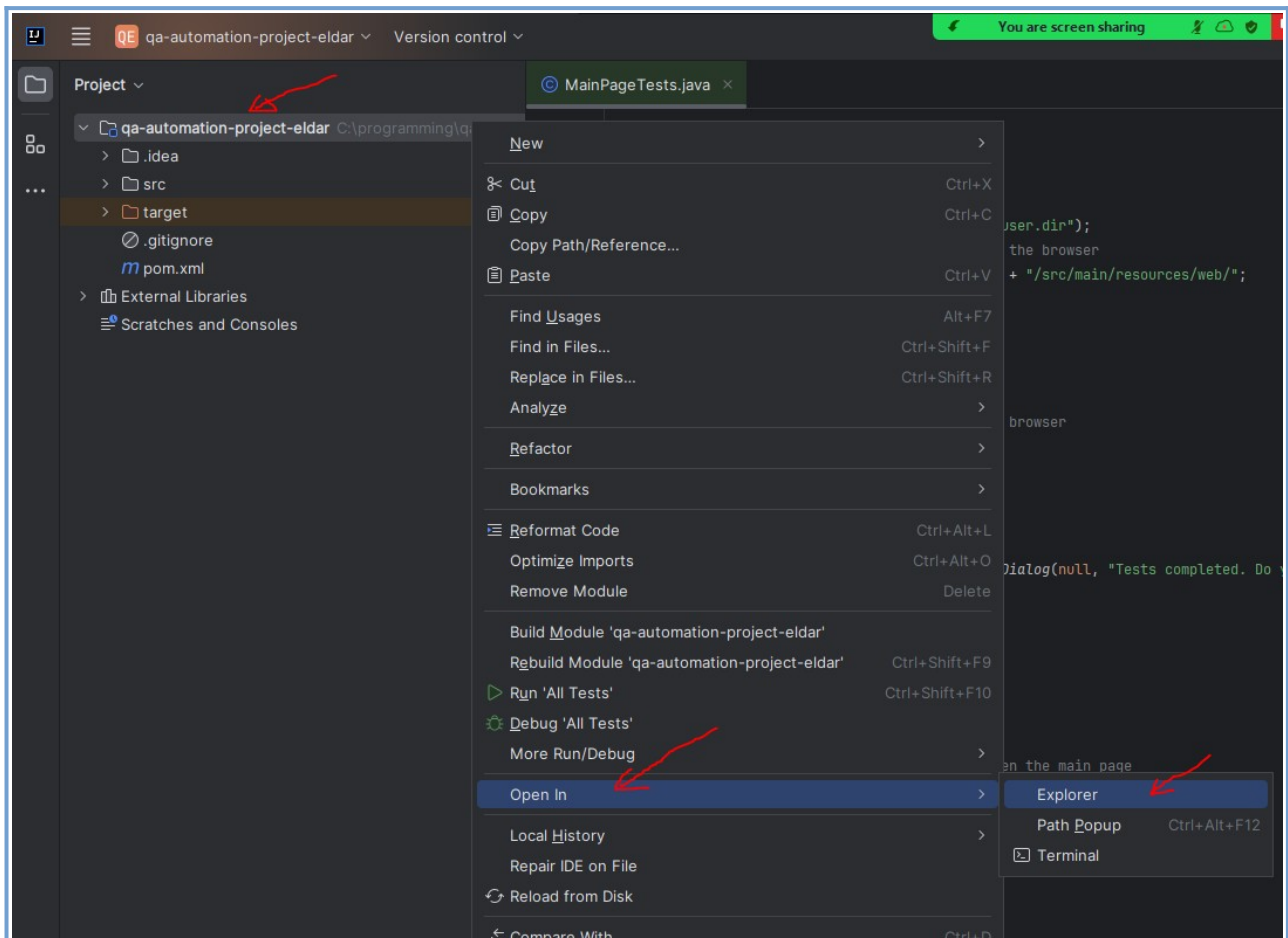 QE qa-automation-project-eldar Version control
You are screen sharing
Project
MainPageTests.java
qa-automation-project-eldar C:\programming\q
.idea
src
target
.gitignore
m pom.xml
External Libraries
Scratches and Consoles
New
Cut Ctrl+X
Copy Ctrl+C
Copy Path/Reference...
Paste Ctrl+V
Find Usages Alt+F7
Find in Files... Ctrl+Shift+F
Replace in Files... Ctrl+Shift+R
Analyze
Refactor
Bookmarks
Reformat Code Ctrl+Alt+L
Optimize Imports Ctrl+Alt+O
Remove Module Delete
Build Module 'qa-automation-project-eldar'
Rebuild Module 'qa-automation-project-eldar' Ctrl+Shift+F9
Run 'All Tests' Ctrl+Shift+F10
Debug 'All Tests'
More Run/Debug
Open In
Local History
Repair IDE on File
Reload from Disk
Compare With... Ctrl+D
user.dir");
the browser
+ "/src/main/resources/web/";
browser
Dialog(null, "Tests completed. Do
en the main page
Explorer
Path Popup Ctrl+Alt+F12
Terminal